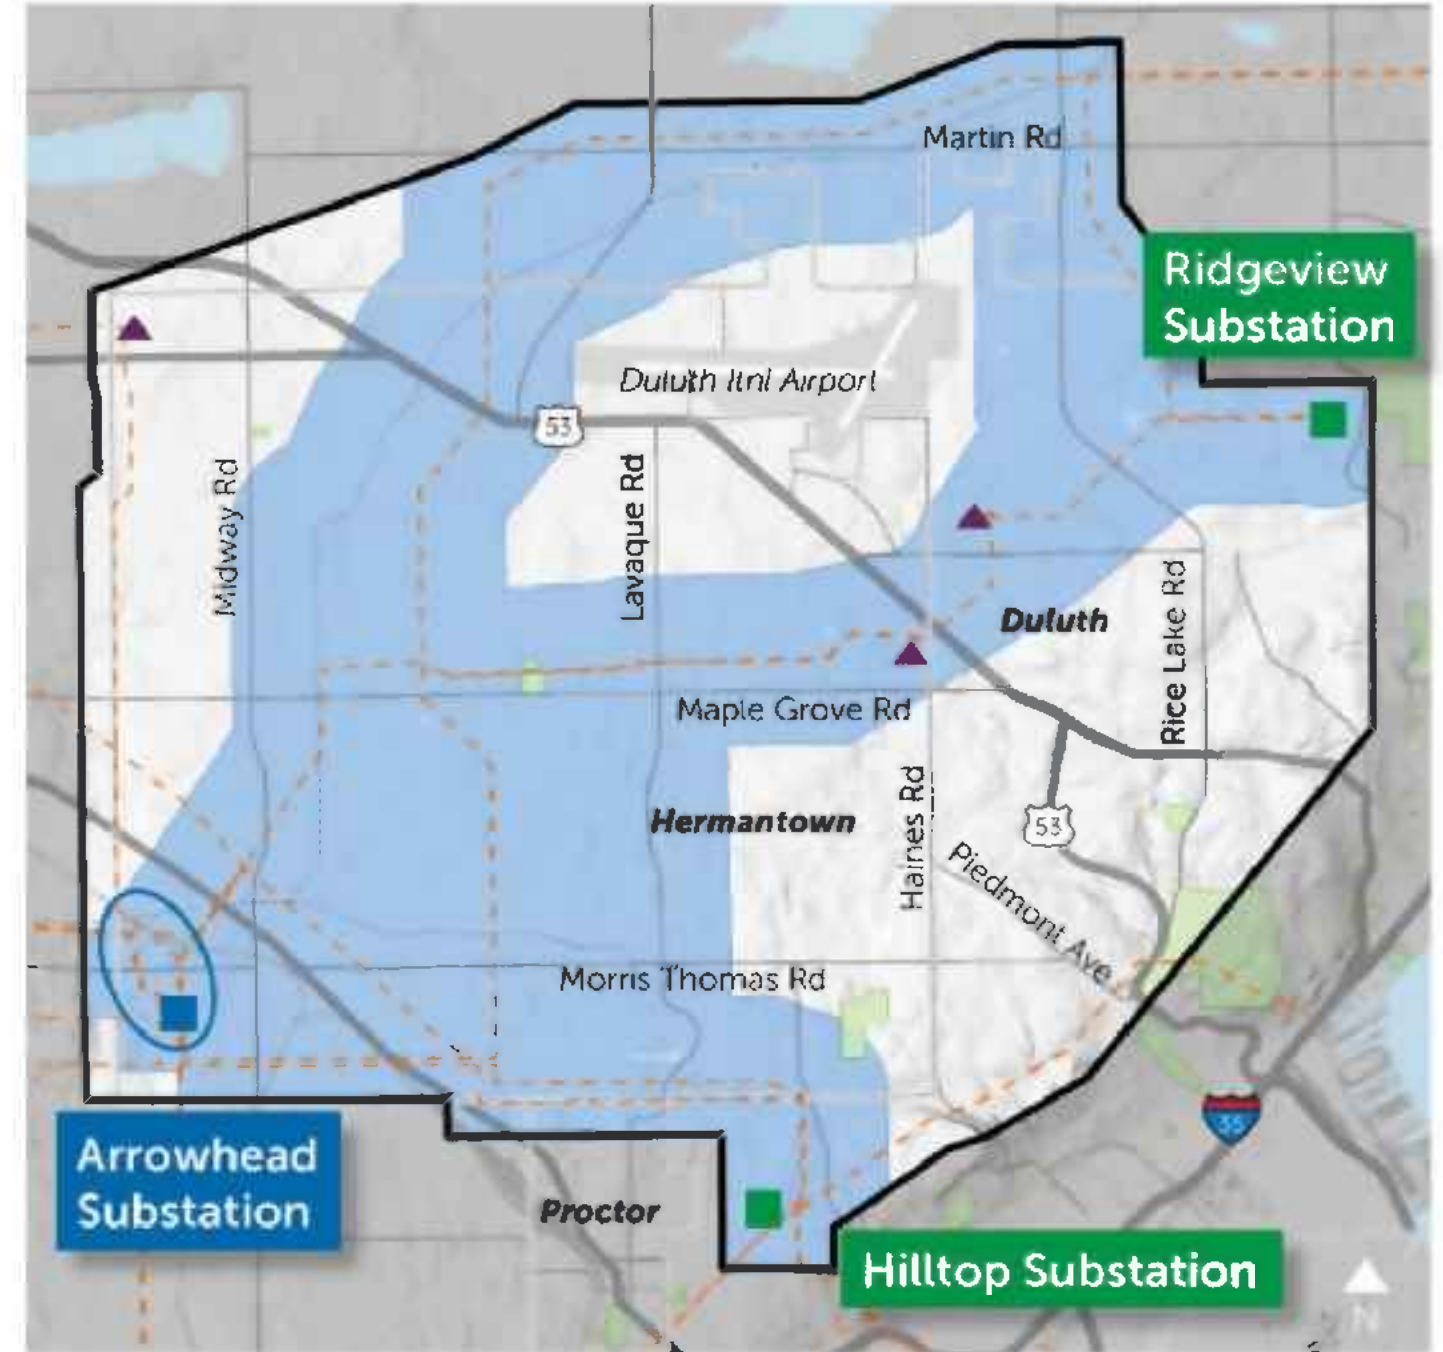 Martin Rd
Ridgeview
Substation
Duluth Itnl Airport
53
Midway Rd
Lavaque Rd
Duluth
Rice Lake Rd
Maple Grove Rd
Hermantown
Haines Rd
53
Piedmont Ave
Morris Thomas Rd
35
Arrowhead
Substation
Proctor
Hilltop Substation
N